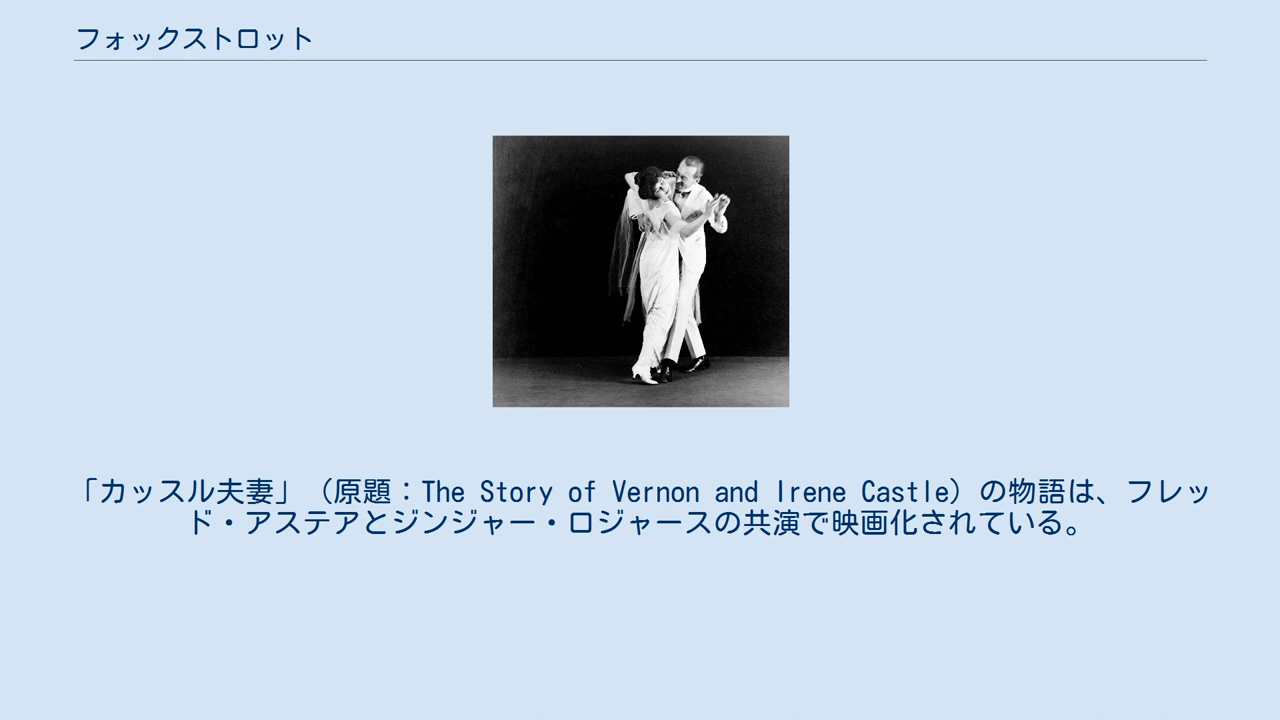 フォックストロット
「カッスル夫妻」（原題：The Story of Vernon and Irene Castle）の物語は、フレッ
ド・アステアとジンジャー・ロジャースの共演で映画化されている。